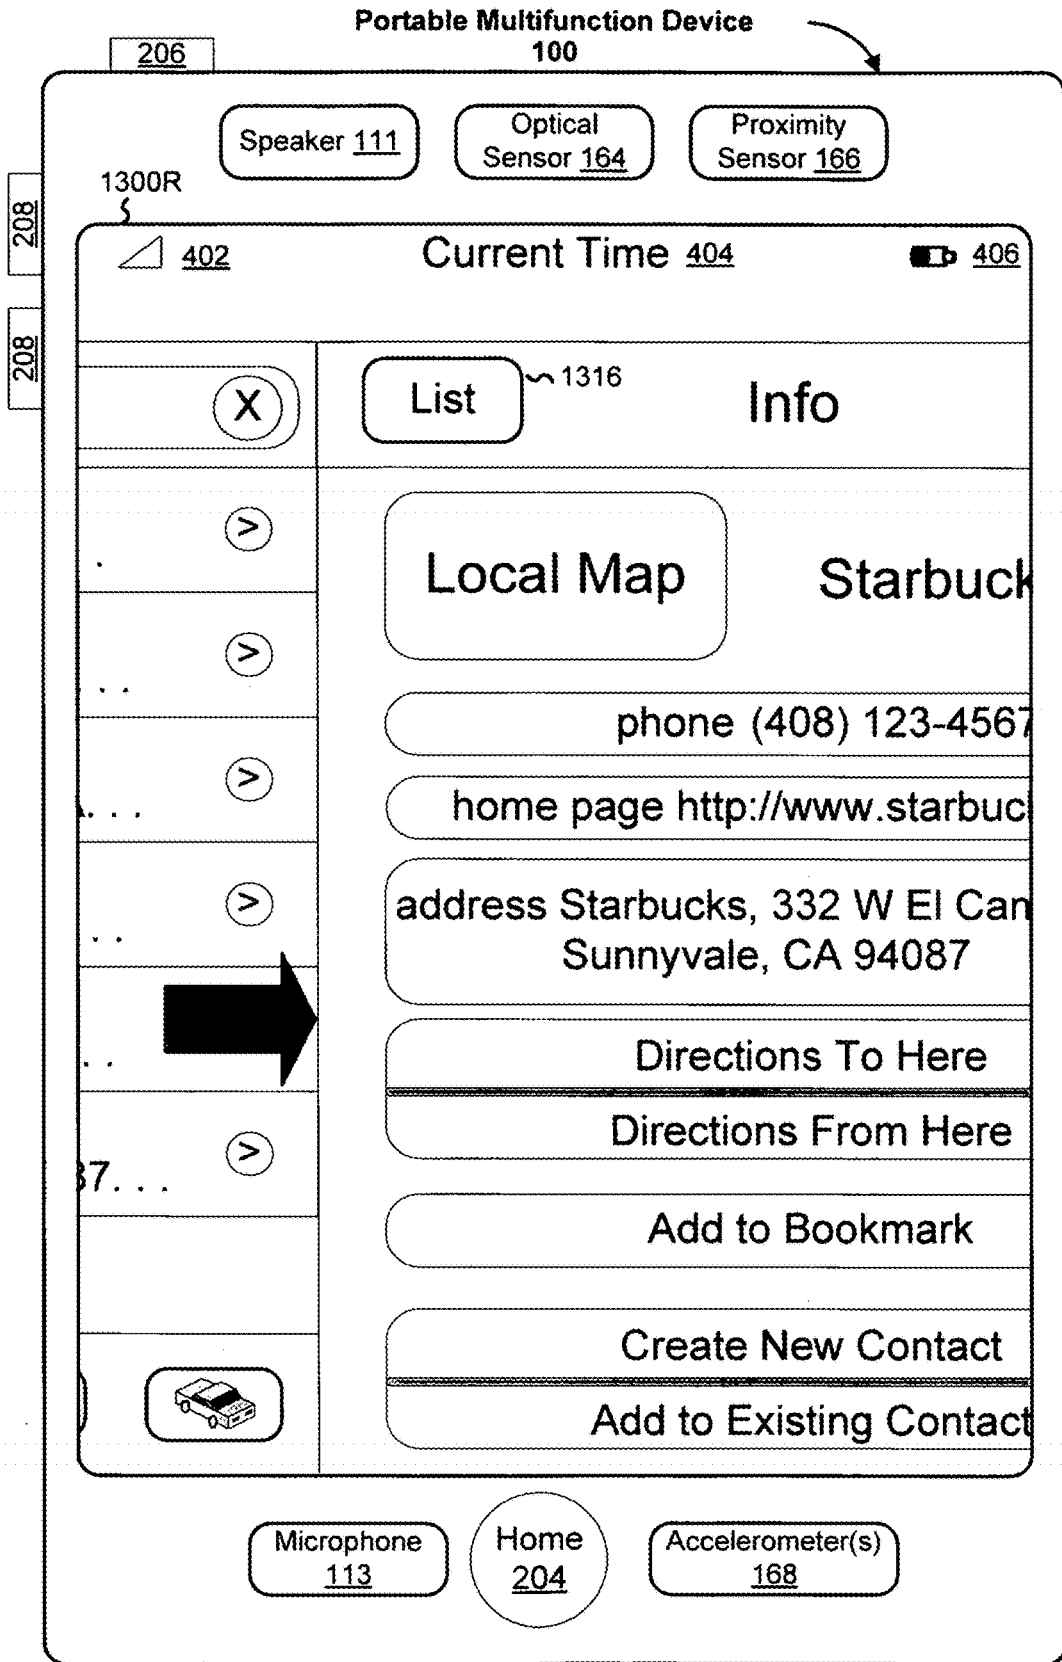 Portable Multifunction Device
100
206
Speaker 111
Optical
Sensor 164
Proximity
Sensor 166
1300R
208
208
402
Current Time 404
406
X
List
1316
Info
>
.
Local Map
Starbuck
>
. .
phone (408) 123-4567
>
. . .
home page http://www.starbuc
>
. .
address Starbucks, 332 W El Cam
Sunnyvale, CA 94087
. .
Directions To Here
Directions From Here
>
37. . .
Add to Bookmark
Create New Contact
Add to Existing Contact
Microphone
113
Home
204
Accelerometer(s)
168